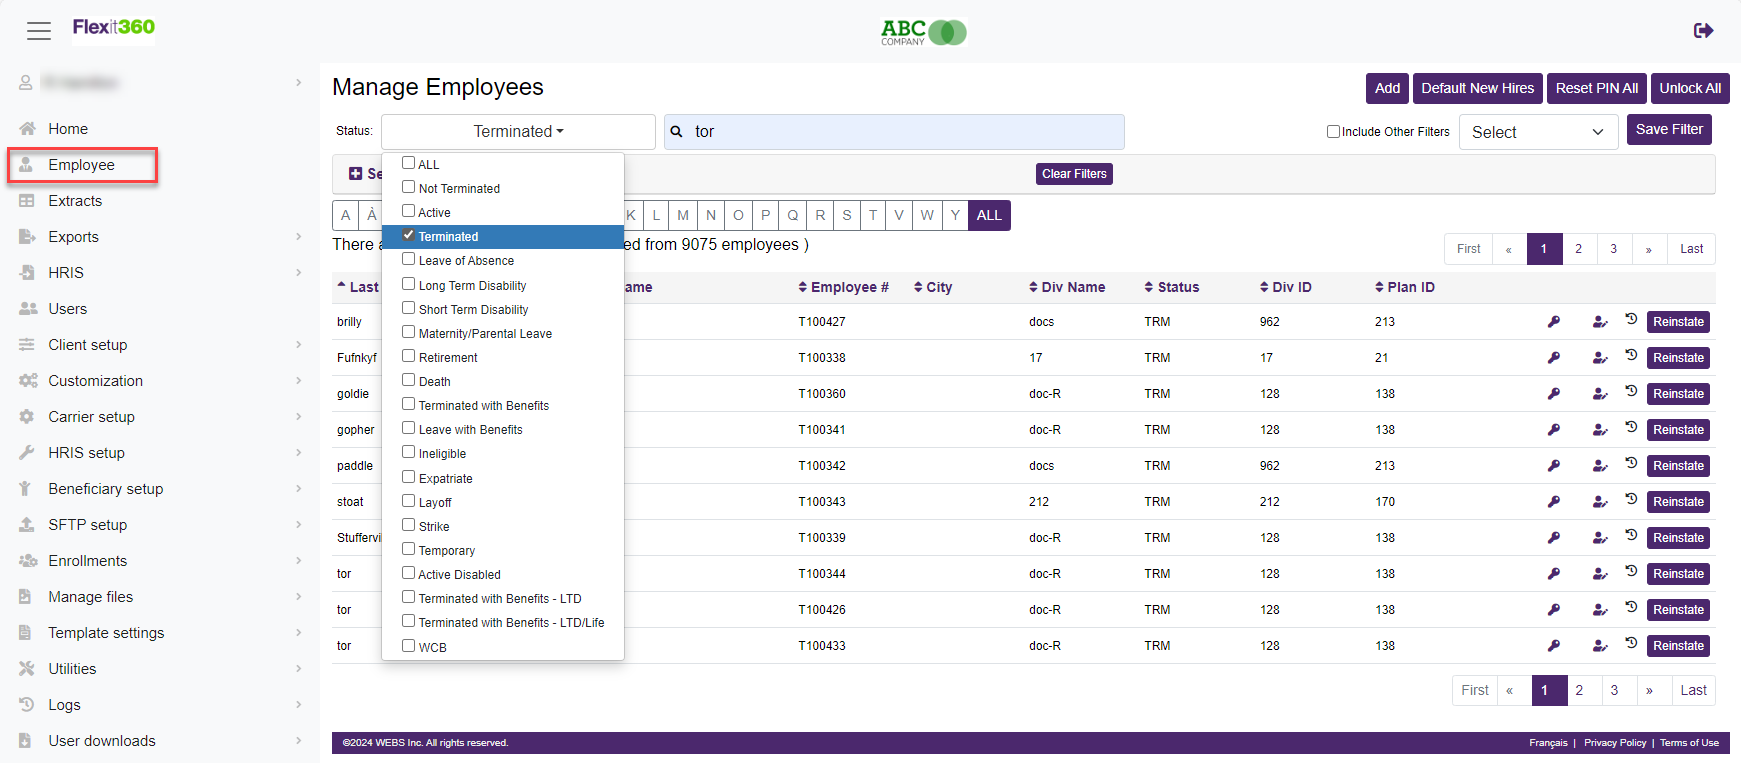 Flexit360
ABC
COMPANY
Home
Employee
Extracts
Exports
HRIS
Users
Client setup
Customization
Carrier setup
HRIS setup
Beneficiary setup
SFTP setup
Enrollments
Manage files
Template settings
Utilities
Logs
User downloads
Manage Employees
Add Default New Hires Reset PIN All Unlock All
Status: Terminated tor Include Other Filters Select Save Filter
Se Clear Filters
A À K L M N O P Q R S T V W Y ALL
There a ed from 9075 employees )
First « 1 2 3 » Last
ALL
Not Terminated
Active
Terminated
Leave of Absence
Long Term Disability
Short Term Disability
Maternity/Parental Leave
Retirement
Death
Terminated with Benefits
Leave with Benefits
Ineligible
Expatriate
Layoff
Strike
Temporary
Active Disabled
Terminated with Benefits - LTD
Terminated with Benefits - LTD/Life
WCB
Last ame Employee # City Div Name Status Div ID Plan ID
brilly T100427 docs TRM 962 213 Reinstate
Fufnkyf T100338 17 TRM 17 21 Reinstate
goldie T100360 doc-R TRM 128 138 Reinstate
gopher T100341 doc-R TRM 128 138 Reinstate
paddle T100342 docs TRM 962 213 Reinstate
stoat T100343 212 TRM 212 170 Reinstate
Stuffervi T100339 doc-R TRM 128 138 Reinstate
tor T100344 doc-R TRM 128 138 Reinstate
tor T100426 doc-R TRM 128 138 Reinstate
tor T100433 doc-R TRM 128 138 Reinstate
First « 1 2 3 » Last
©2024 WEBS Inc. All rights reserved. Français | Privacy Policy | Terms of Use